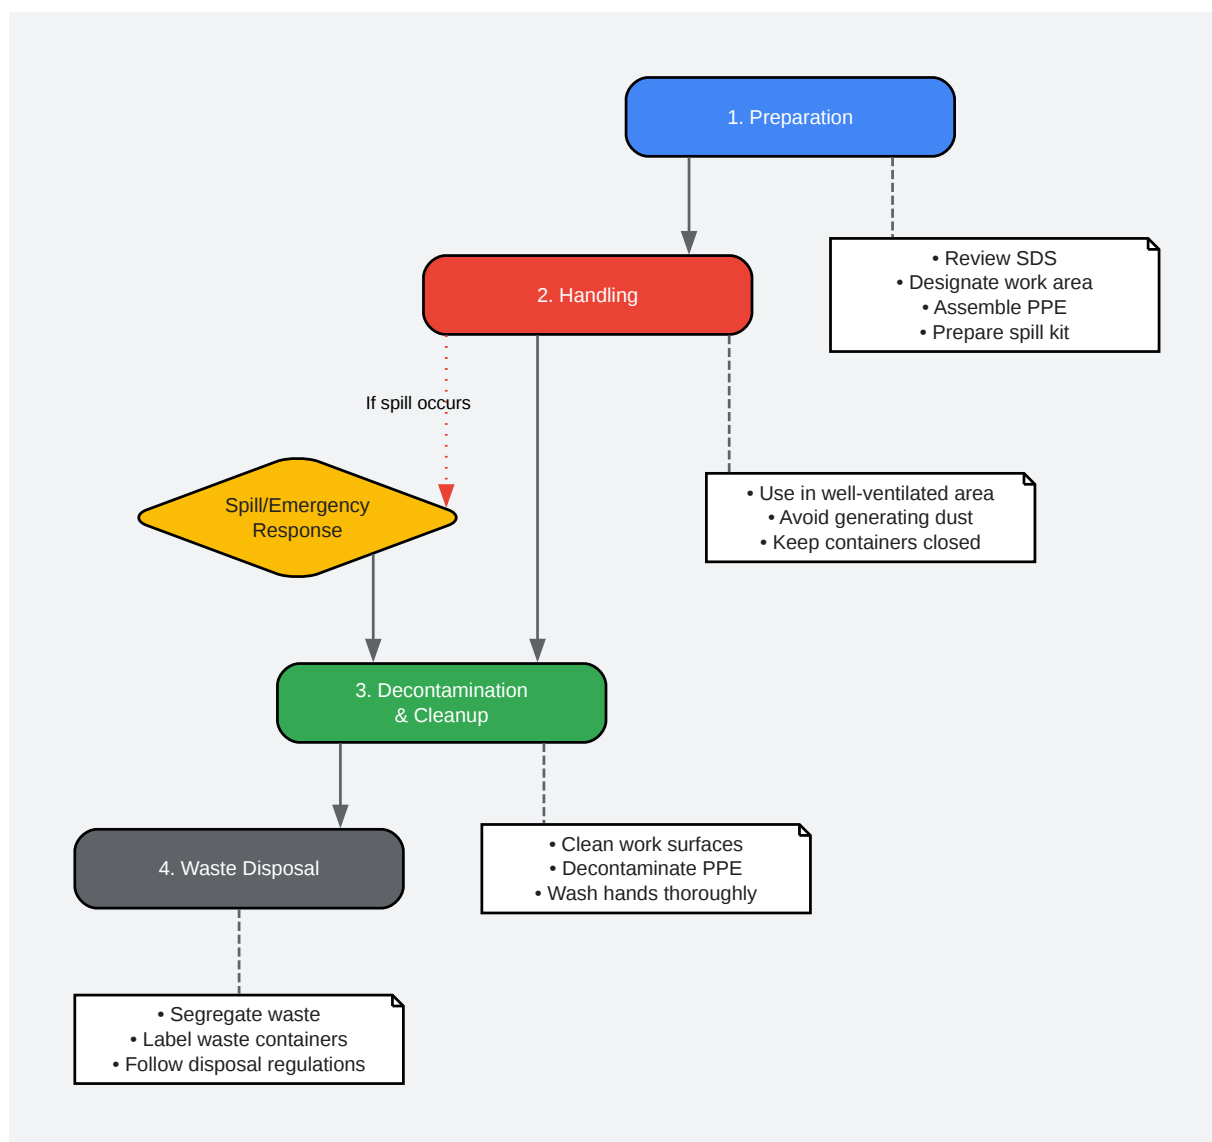 1. Preparation
• Review SDS
• Designate work area
• Assemble PPE
• Prepare spill kit
2. Handling
If spill occurs
• Use in well-ventilated area
• Avoid generating dust
• Keep containers closed
Spill/Emergency
Response
3. Decontamination
& Cleanup
• Clean work surfaces
• Decontaminate PPE
• Wash hands thoroughly
4. Waste Disposal
• Segregate waste
• Label waste containers
• Follow disposal regulations